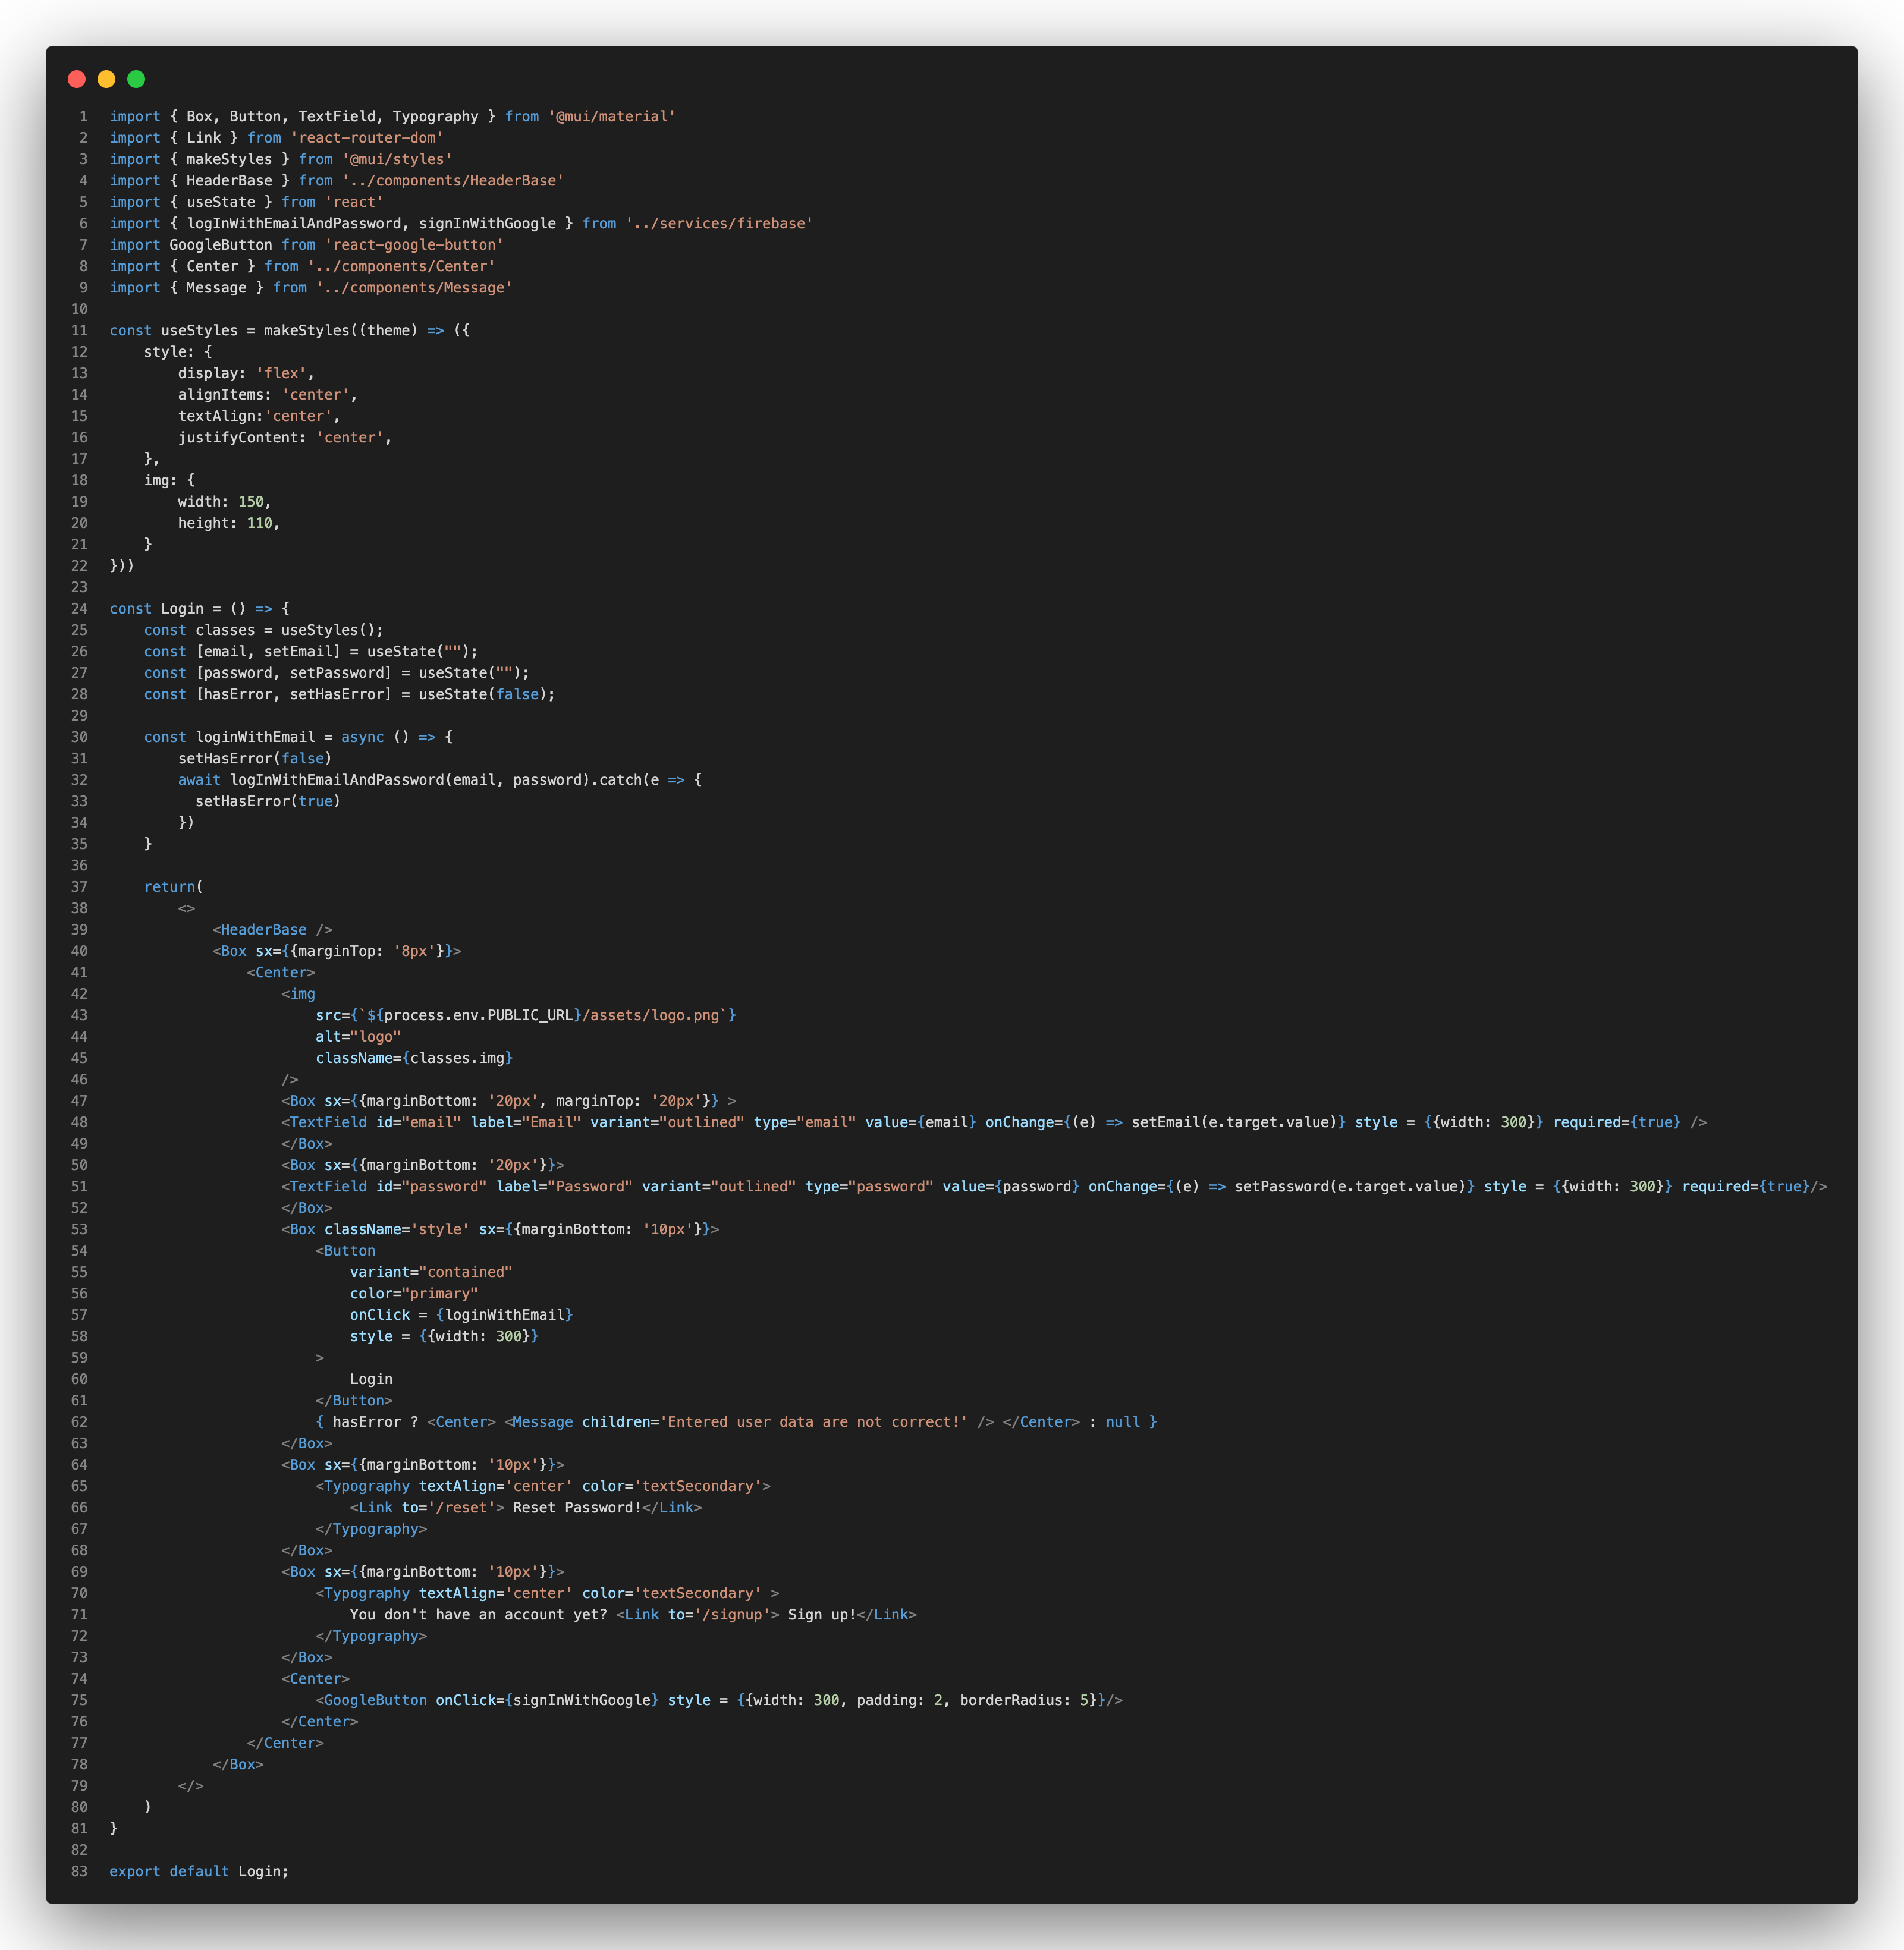 1 import { Box, Button, TextField, Typography } from '@mui/material'
2 import { Link } from 'react-router-dom'
3 import { makeStyles } from '@mui/styles'
4 import { HeaderBase } from '../components/HeaderBase'
5 import { useState } from 'react'
6 import { logInWithEmailAndPassword, signInWithGoogle } from '../services/firebase'
7 import GoogleButton from 'react-google-button'
8 import { Center } from '../components/Center'
9 import { Message } from '../components/Message'
10
11 const useStyles = makeStyles((theme) => ({
12     style: {
13         display: 'flex',
14         alignItems: 'center',
15         textAlign:'center',
16         justifyContent: 'center',
17     },
18     img: {
19         width: 150,
20         height: 110,
21     }
22 }))
23
24 const Login = () => {
25     const classes = useStyles();
26     const [email, setEmail] = useState("");
27     const [password, setPassword] = useState("");
28     const [hasError, setHasError] = useState(false);
29
30     const loginWithEmail = async () => {
31         setHasError(false)
32         await logInWithEmailAndPassword(email, password).catch(e => {
33           setHasError(true)
34         })
35     }
36
37     return(
38         <>
39             <HeaderBase />
40             <Box sx={{marginTop: '8px'}}>
41                 <Center>
42                     <img
43                         src={`${process.env.PUBLIC_URL}/assets/logo.png`}
44                         alt="logo"
45                         className={classes.img}
46                     />
47                     <Box sx={{marginBottom: '20px', marginTop: '20px'}} >
48                     <TextField id="email" label="Email" variant="outlined" type="email" value={email} onChange={(e) => setEmail(e.target.value)} style = {{width: 300}} required={true} />
49                     </Box>
50                     <Box sx={{marginBottom: '20px'}}>
51                     <TextField id="password" label="Password" variant="outlined" type="password" value={password} onChange={(e) => setPassword(e.target.value)} style = {{width: 300}} required={true}/>
52                     </Box>
53                     <Box className='style' sx={{marginBottom: '10px'}}>
54                         <Button
55                             variant="contained"
56                             color="primary"
57                             onClick = {loginWithEmail}
58                             style = {{width: 300}}
59                         >
60                             Login
61                         </Button>
62                         { hasError ? <Center> <Message children='Entered user data are not correct!' /> </Center> : null }
63                     </Box>
64                     <Box sx={{marginBottom: '10px'}}>
65                         <Typography textAlign='center' color='textSecondary'>
66                             <Link to='/reset'> Reset Password!</Link>
67                         </Typography>
68                     </Box>
69                     <Box sx={{marginBottom: '10px'}}>
70                         <Typography textAlign='center' color='textSecondary' >
71                             You don't have an account yet? <Link to='/signup'> Sign up!</Link>
72                         </Typography>
73                     </Box>
74                     <Center>
75                         <GoogleButton onClick={signInWithGoogle} style = {{width: 300, padding: 2, borderRadius: 5}}/>
76                     </Center>
77                 </Center>
78             </Box>
79         </>
80     )
81 }
82
83 export default Login;